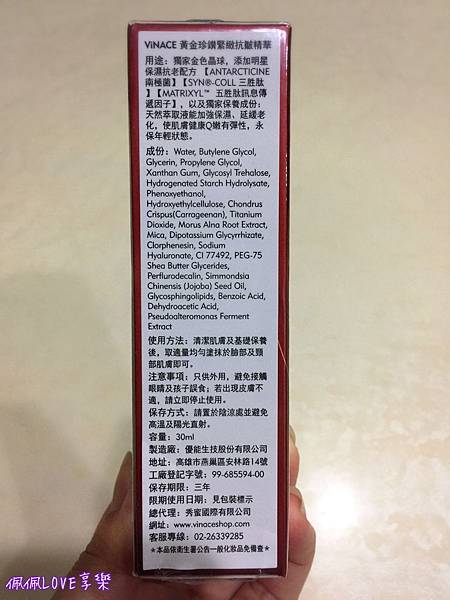 ViNACE 黃金珍鑽緊緻抗皺精華
用途：獨家金色晶球，添加明星
保濕抗老配方 【ANTARCTICINE
南極菌】【SYN®-COLL 三胜肽
】【MATRIXYL™ 五胜肽訊息傳
遞因子】，以及獨家保養成份：
天然萃取液能加強保濕、延緩老
化，使肌膚健康Q嫩有彈性，永
保年輕狀態。
成份：Water, Butylene Glycol,
Glycerin, Propylene Glycol,
Xanthan Gum, Glycosyl Trehalose,
Hydrogenated Starch Hydrolysate,
Phenoxyethanol,
Hydroxyethylcellulose, Chondrus
Crispus(Carrageenan), Titanium
Dioxide, Morus Alna Root Extract,
Mica, Dipotassium Glycyrrhizate,
Clorphenesin, Sodium
Hyaluronate, CI 77492, PEG-75
Shea Butter Glycerides,
Perflurodecalin, Simmondsia
Chinensis (Jojoba) Seed Oil,
Glycosphingolipids, Benzoic Acid,
Dehydroacetic Acid,
Pseudoalteromonas Ferment
Extract
使用方法：清潔肌膚及基礎保養
後，取適量均勻塗抹於臉部及頸
部肌膚即可。
注意事項：只供外用，避免接觸
眼睛及孩子誤食；若出現皮膚不
適，請立即停止使用。
保存方式：請置於陰涼處並避免
高溫及陽光直射。
容量：30ml
製造廠：優能生技股份有限公司
地址：高雄市燕巢區安林路14號
工廠登記字號：99-685594-00
保存期限：三年
限期使用日期：見包裝標示
總代理：秀蜜國際有限公司
www.vinaceshop.com
客服專線：02-26339285
★本品依衛生署公告一般化妝品免備查★
佩佩LOVE享樂